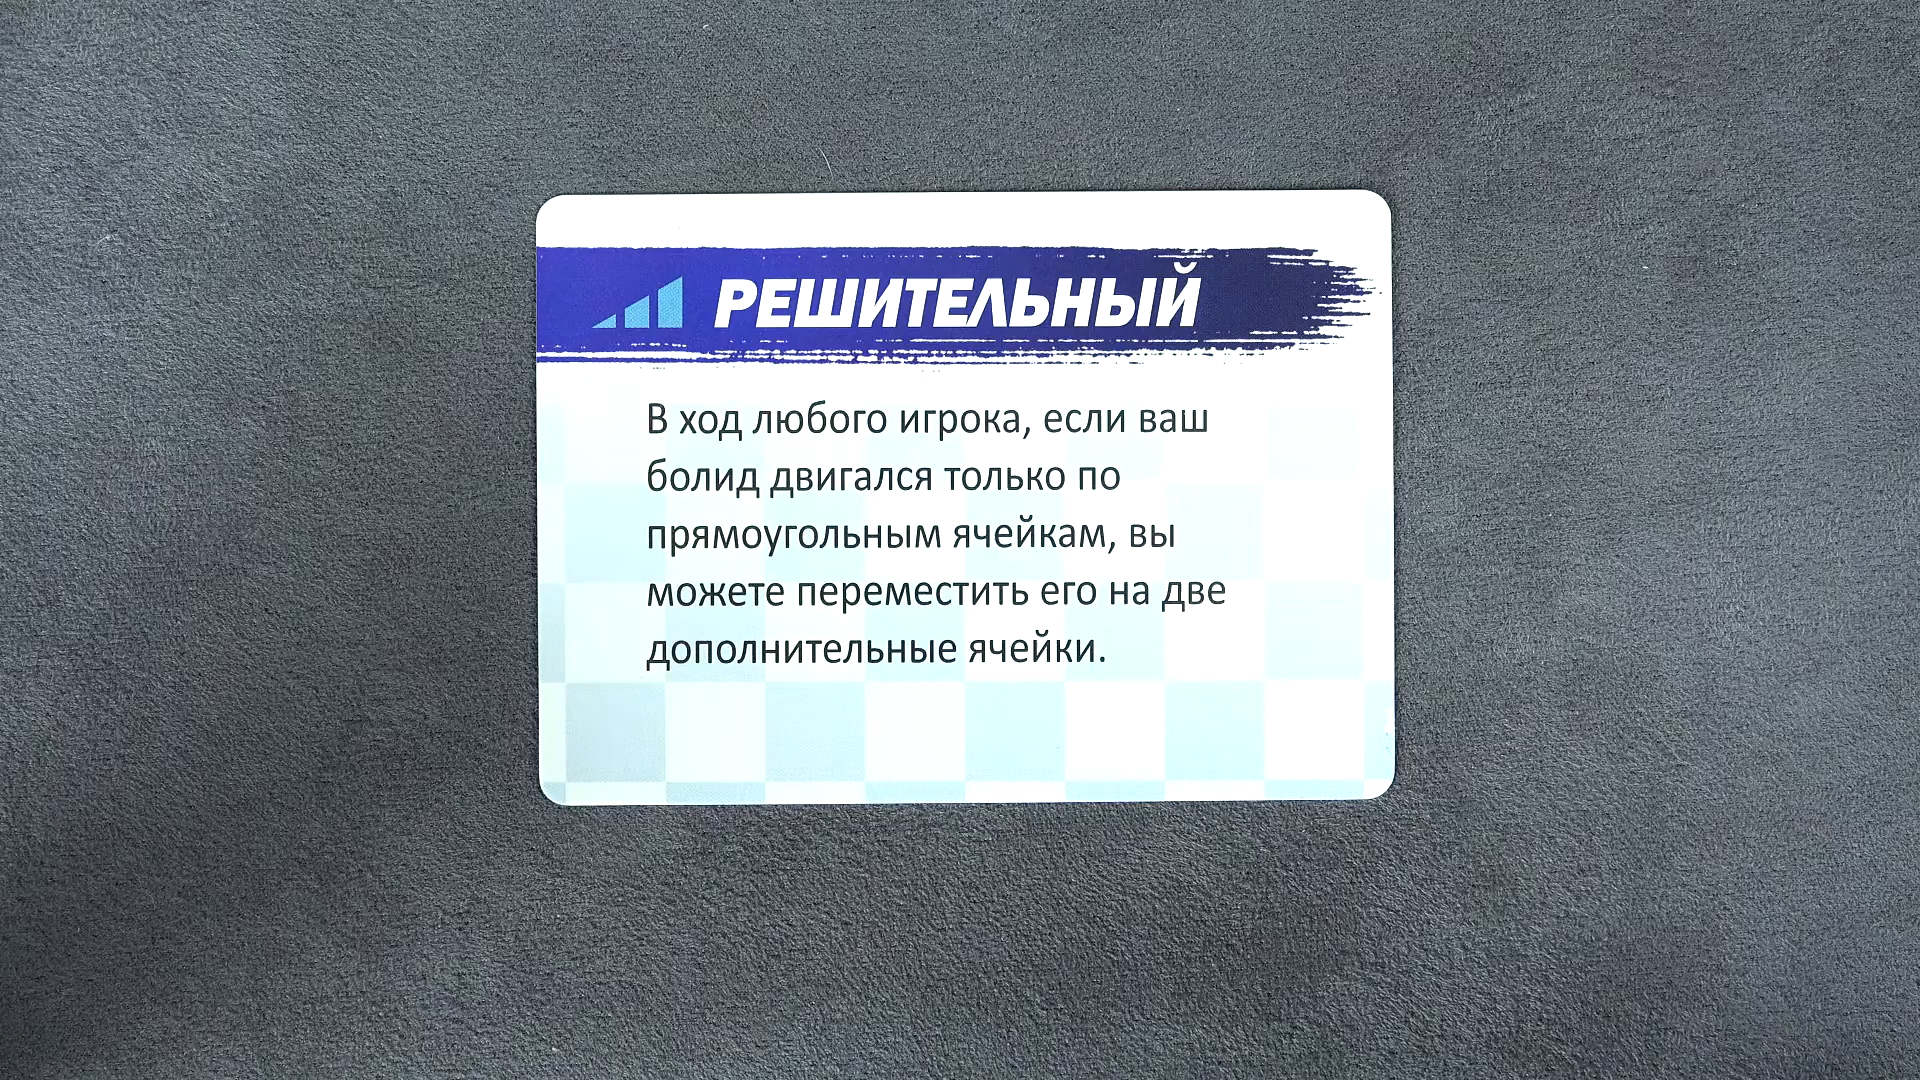 РЕШИТЕЛЬНЫЙ
В ход любого игрока, если ваш
болид двигался только по
прямоугольным ячейкам, вы
можете переместить его на две
дополнительные ячейки.